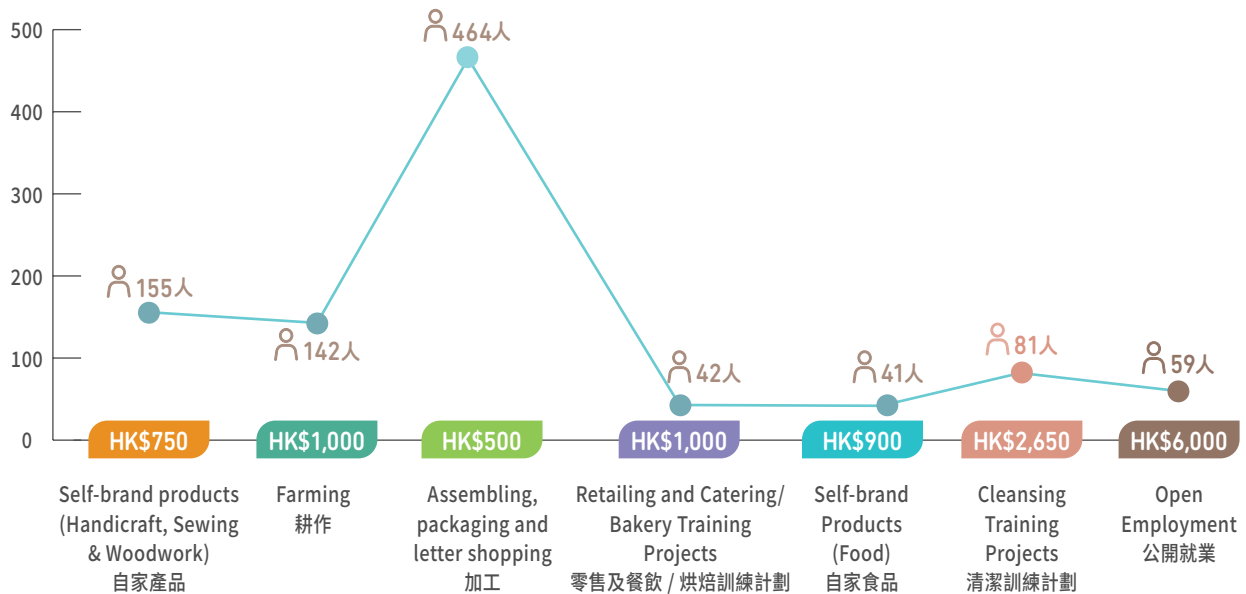 500
400
300
200
100
0
155人
142人
464人
42人
41人
81人
59人
HK$750
HK$1,000
HK$500
HK$1,000
HK$900
HK$2,650
HK$6,000
Self-brand products
(Handicraft, Sewing
& Woodwork)
自家產品
Farming
耕作
Assembling,
packaging and
letter shopping
加工
Retailing and Catering/
Bakery Training
Projects
零售及餐飲 / 烘焙訓練計劃
Self-brand
Products
(Food)
自家食品
Cleansing
Training
Projects
清潔訓練計劃
Open
Employment
公開就業